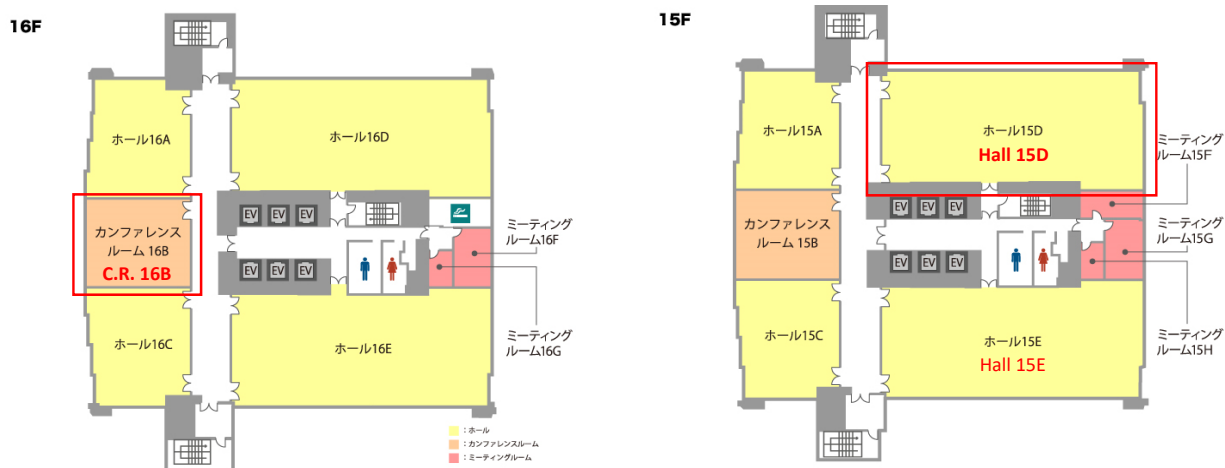 16F
ホール16A
ホール16D
カンファレンス
ルーム 16B
C.R. 16B
EV EV EV
EV EV EV
ミーティング
ルーム16F
ミーティング
ルーム16G
ホール16C
ホール16E
：ホール
：カンファレンスルーム
：ミーティングルーム
15F
ホール15A
ホール15D
Hall 15D
ミーティング
ルーム15F
カンファレンス
ルーム 15B
EV EV EV
EV EV EV
ミーティング
ルーム15G
ミーティング
ルーム15H
ホール15C
ホール15E
Hall 15E